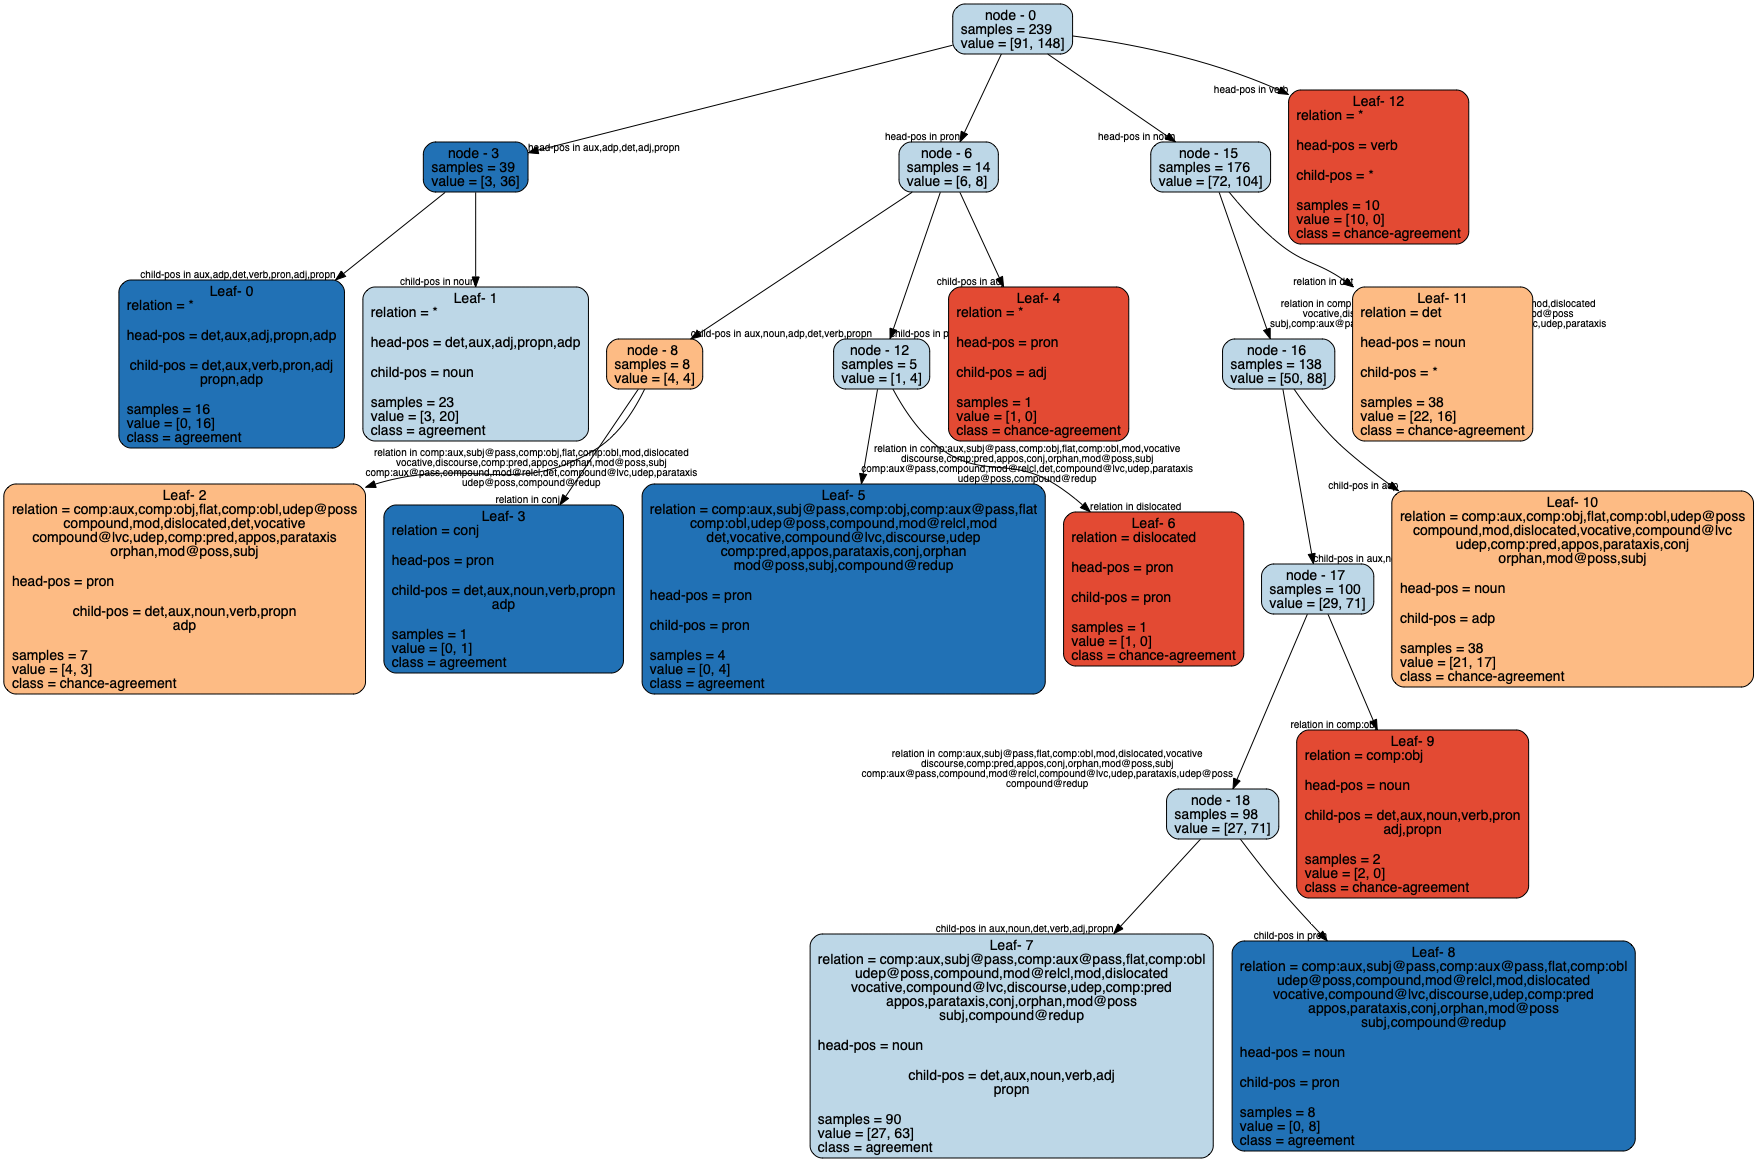 node - 0
samples = 239
value = [91, 148]
head-pos in aux,adp,det,adj,propn
head-pos in pron
head-pos in noun
head-pos in verb
node - 3
samples = 39
value = [3, 36]
node - 6
samples = 14
value = [6, 8]
node - 15
samples = 176
value = [72, 104]
Leaf- 12
relation = *
head-pos = verb
child-pos = *
samples = 10
value = [10, 0]
class = chance-agreement
child-pos in aux,adp,det,verb,pron,adj,propn
child-pos in noun
child-pos in aux,noun,adp,det,verb,propn
child-pos in
child-pos in
relation in
relation in
Leaf- 0
relation = *
head-pos = det,aux,adj,propn,adp
child-pos = det,aux,verb,pron,adj
propn,adp
samples = 16
value = [0, 16]
class = agreement
Leaf- 1
relation = *
head-pos = det,aux,adj,propn,adp
child-pos = noun
samples = 23
value = [3, 20]
class = agreement
node - 8
samples = 8
value = [4, 4]
node - 12
samples = 5
value = [1, 4]
Leaf- 4
relation = *
head-pos = pron
child-pos = adj
samples = 1
value = [1, 0]
class = chance-agreement
node - 16
samples = 138
value = [50, 88]
Leaf- 11
relation = det
head-pos = noun
child-pos = *
samples = 38
value = [22, 16]
class = chance-agreement
relation in comp:aux,subj@pass,comp:obj,flat,comp:obl,mod,dislocated
vocative,discourse,comp:pred,appos,orphan,mod@poss,subj
comp:aux@pass,compound,mod@relcl,det,compound@lvc,udep,parataxis
udep@poss,compound@redup
relation in conj
relation in comp:aux,subj@pass,comp:obj,flat,comp:obl,mod,vocative
discourse,comp:pred,appos,conj,orphan,mod@poss,subj
comp:aux@pass,compound,mod@relcl,det,compound@lvc,udep,parataxis
udep@poss,compound@redup
relation in dislocated
child-pos in
child-pos in
Leaf- 2
relation = comp:aux,comp:obj,flat,comp:obl,udep@poss
compound,mod,dislocated,det,vocative
compound@lvc,udep,comp:pred,appos,parataxis
orphan,mod@poss,subj
head-pos = pron
child-pos = det,aux,noun,verb,propn
adp
samples = 7
value = [4, 3]
class = chance-agreement
Leaf- 3
relation = conj
head-pos = pron
child-pos = det,aux,noun,verb,propn
adp
samples = 1
value = [0, 1]
class = agreement
Leaf- 5
relation = comp:aux,subj@pass,comp:obj,comp:aux@pass,flat
comp:obl,udep@poss,compound,mod@relcl,mod
det,vocative,compound@lvc,discourse,udep
comp:pred,appos,parataxis,conj,orphan
mod@poss,subj,compound@redup
head-pos = pron
child-pos = pron
samples = 4
value = [0, 4]
class = agreement
Leaf- 6
relation = dislocated
head-pos = pron
child-pos = pron
samples = 1
value = [1, 0]
class = chance-agreement
node - 17
samples = 100
value = [29, 71]
Leaf- 10
relation = comp:aux,comp:obj,flat,comp:obl,udep@poss
compound,mod,dislocated,vocative,compound@lvc
udep,comp:pred,appos,parataxis,conj
orphan,mod@poss,subj
head-pos = noun
child-pos = adp
samples = 38
value = [21, 17]
class = chance-agreement
relation in comp:aux,subj@pass,flat,comp:obl,mod,dislocated,vocative
discourse,comp:pred,appos,conj,orphan,mod@poss,subj
comp:aux@pass,compound,mod@relcl,compound@lvc,udep,parataxis,udep@poss
compound@redup
relation in comp:obj
node - 18
samples = 98
value = [27, 71]
Leaf- 9
relation = comp:obj
head-pos = noun
child-pos = det,aux,noun,verb,pron
adj,propn
samples = 2
value = [2, 0]
class = chance-agreement
child-pos in aux,noun,det,verb,adj,propn
child-pos in pron
Leaf- 7
relation = comp:aux,subj@pass,comp:aux@pass,flat,comp:obl
udep@poss,compound,mod@relcl,mod,dislocated
vocative,compound@lvc,discourse,udep,comp:pred
appos,parataxis,conj,orphan,mod@poss
subj,compound@redup
head-pos = noun
child-pos = det,aux,noun,verb,adj
propn
samples = 90
value = [27, 63]
class = agreement
Leaf- 8
relation = comp:aux,subj@pass,comp:aux@pass,flat,comp:obl
udep@poss,compound,mod@relcl,mod,dislocated
vocative,compound@lvc,discourse,udep,comp:pred
appos,parataxis,conj,orphan,mod@poss
subj,compound@redup
head-pos = noun
child-pos = pron
samples = 8
value = [0, 8]
class = agreement